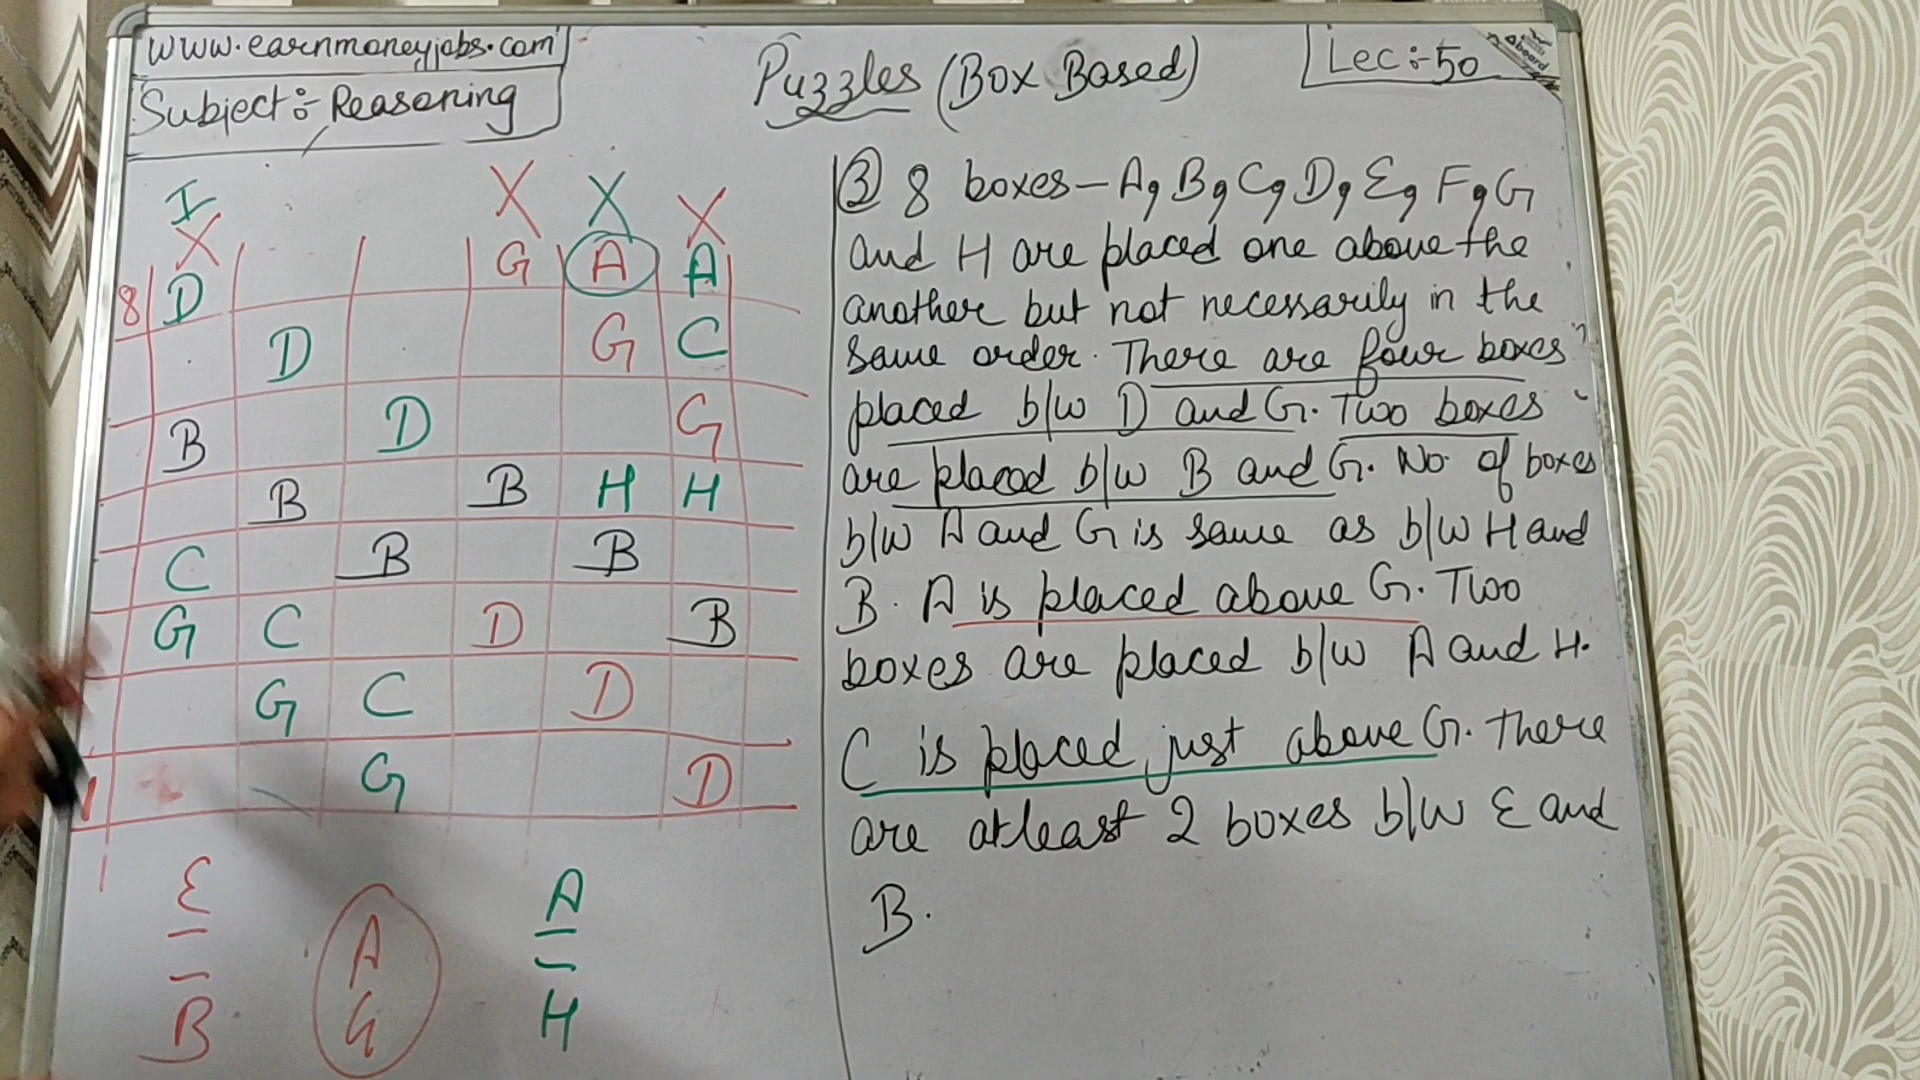 www.earnmoneyjobs.com
Subject:- Reasoning
Puzzles (Box Based)
Lec:-50
Aboard
③ 8 boxes - A, B, C, D, E, F, G
and H are placed one above the
another but not necessarily in the
same order. There are four boxes
placed b/w D and G. Two boxes
are placed b/w B and G. No. of boxes
b/w A and G is same as b/w H and
B. A is placed above G. Two
boxes are placed b/w A and H.
C is placed just above G. There
are atleast 2 boxes b/w E and
B.
I X X X
X
8 D G A A
D G C
B D G
B B H H
C B B
G C D B
G C D
1 G D
E A
A
B G H